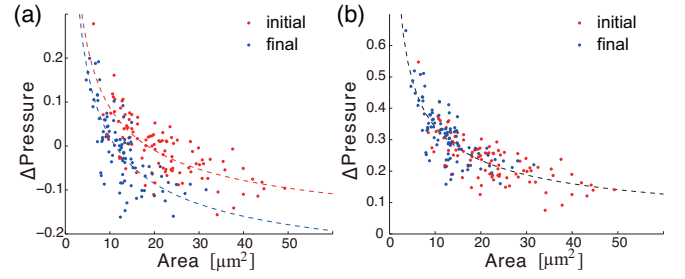 (a)
initial
final
0.2
0.1
0
−0.1
−0.2
ΔPressure
0 10 20 30 40 50
Area [μm²]
(b)
initial
final
0.6
0.5
0.4
0.3
0.2
0.1
0
ΔPressure
0 10 20 30 40 50
Area [μm²]